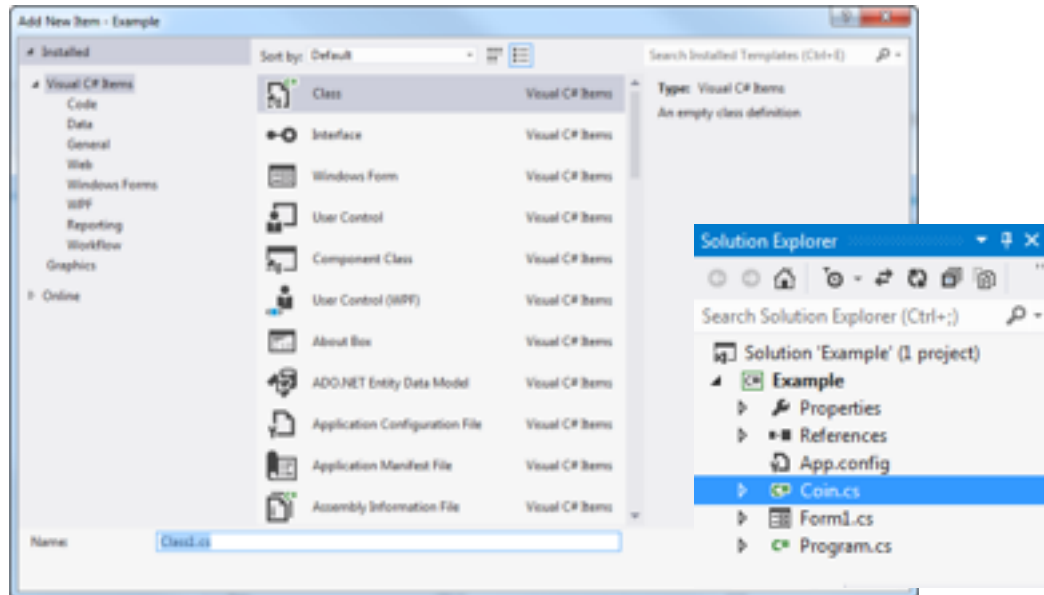 Add New Item - Example
Installed
Sort by: Default
Search Installed Templates (Ctrl+E)
Visual C# Items
Code
Data
General
Web
Windows Forms
WPF
Reporting
Workflow
Graphics
Online
Class Visual C# Items
Interface Visual C# Items
Windows Form Visual C# Items
User Control Visual C# Items
Component Class Visual C# Items
User Control (WPF) Visual C# Items
About Box Visual C# Items
ADO.NET Entity Data Model Visual C# Items
Application Configuration File Visual C# Items
Application Manifest File Visual C# Items
Assembly Information File Visual C# Items
Type: Visual C# Items
An empty class definition
Name: Class1.cs
Solution Explorer
Search Solution Explorer (Ctrl+;)
Solution 'Example' (1 project)
Example
Properties
References
App.config
Coin.cs
Form1.cs
Program.cs